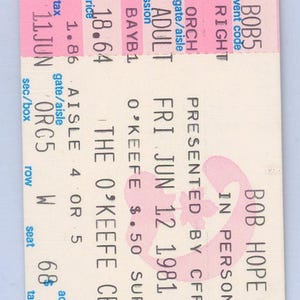 BOB5
event code
RIGHT
ORCH
gate/aisle
ADULT
BAYB1
18.64
1.86
tax
11JUN
BOB HOPE
IN PERSON
PRESENTED BY CFR
FRI JUN 12 1981
O'KEEFE $.50 SUR
THE O'KEEFE CE
gate/aisle
AISLE 4 OR 5
sec/box
ORG5
row
W
seat
68